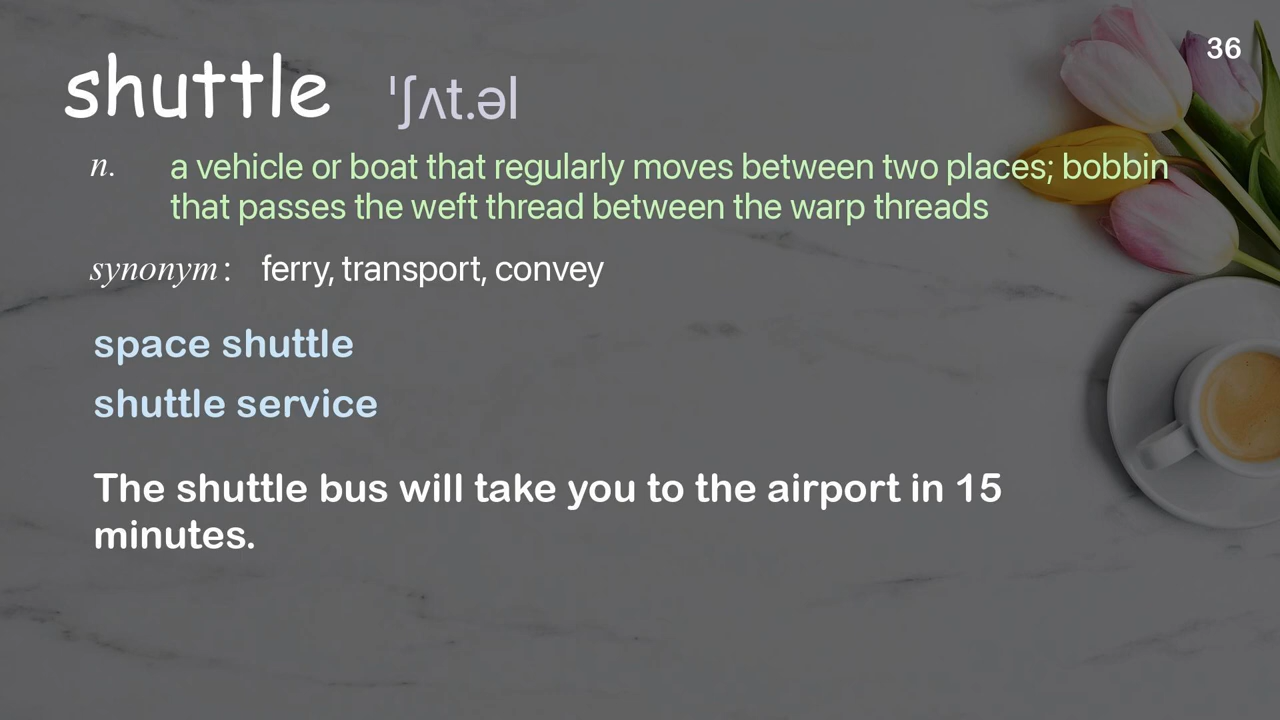 36
shuttle ˈʃʌt.əl
n. a vehicle or boat that regularly moves between two places; bobbin
that passes the weft thread between the warp threads
synonym: ferry, transport, convey
space shuttle
shuttle service
The shuttle bus will take you to the airport in 15
minutes.